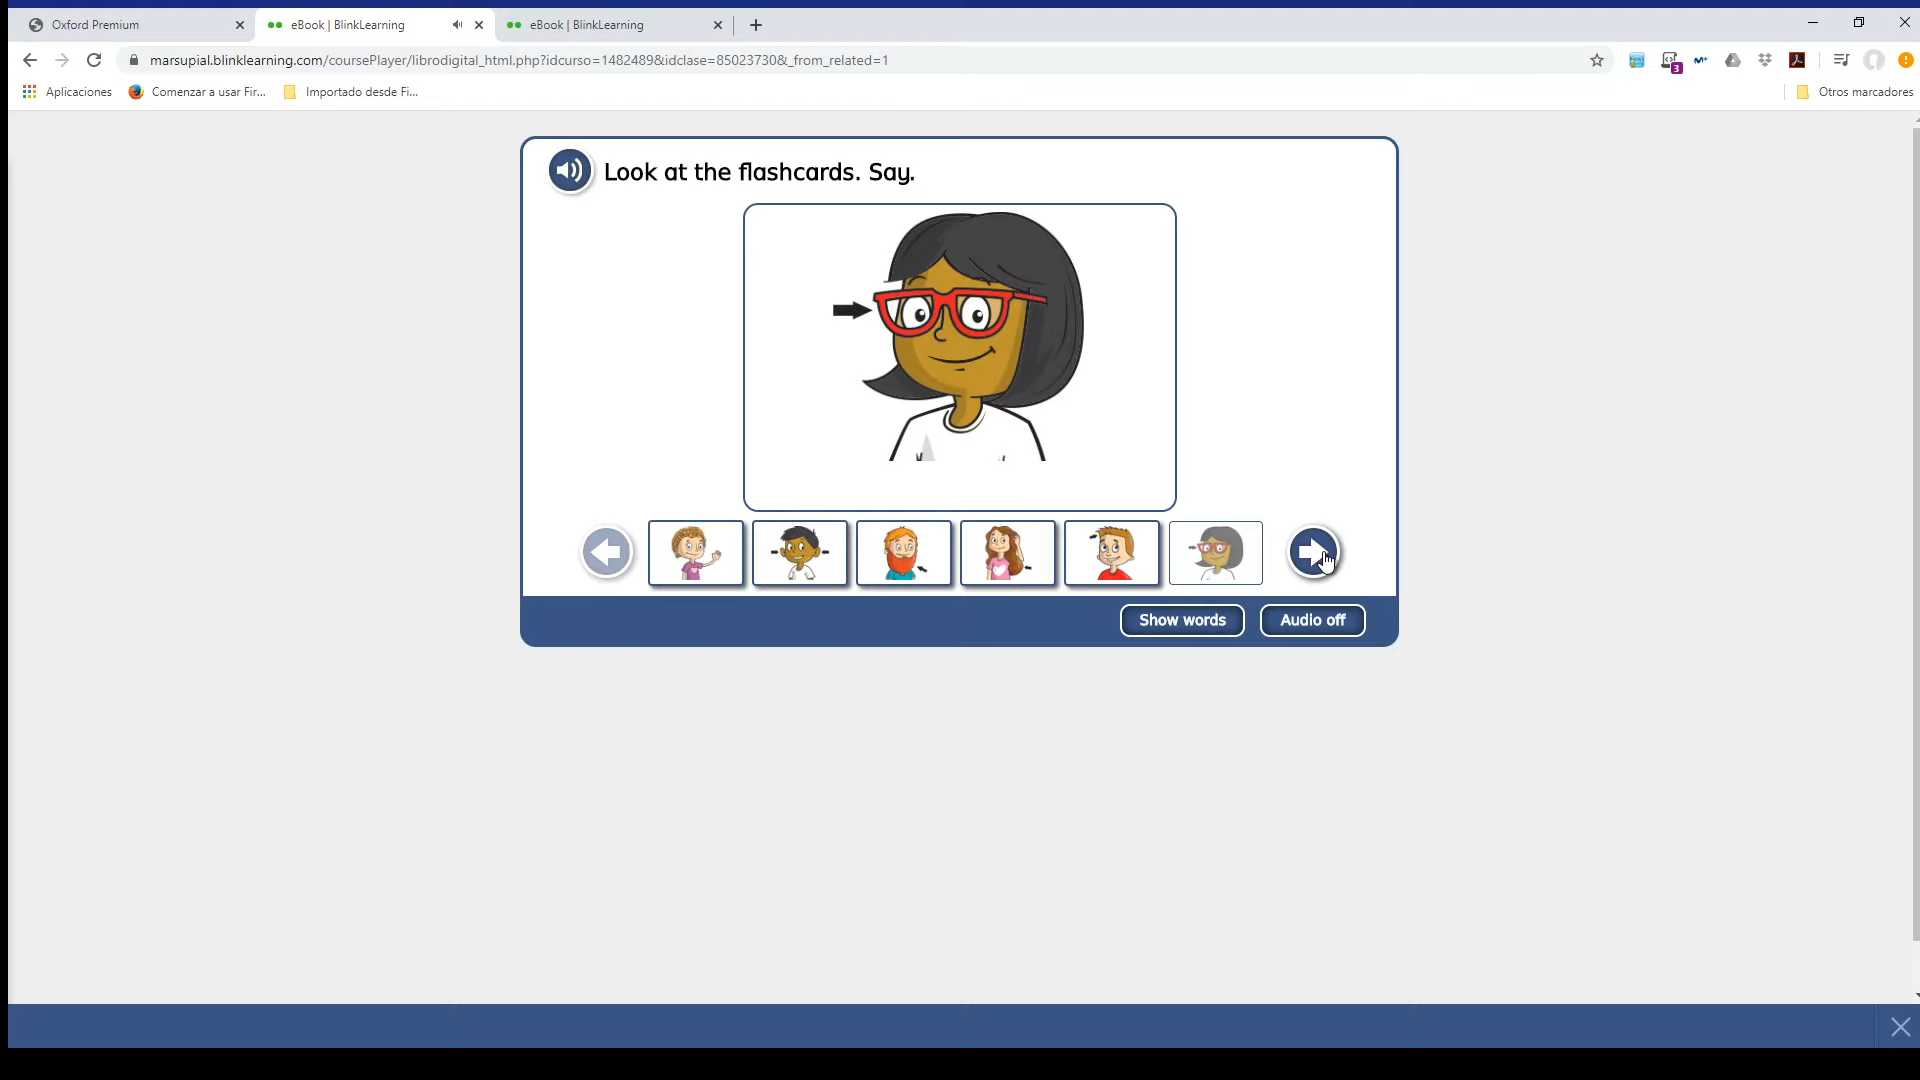 Oxford Premium
eBook | BlinkLearning
eBook | BlinkLearning
marsupial.blinklearning.com/coursePlayer/librodigital_html.php?idcurso=1482489&idclase=85023730&_from_related=1
3
Aplicaciones
Comenzar a usar Fir...
Importado desde Fi...
Otros marcadores
Look at the flashcards. Say.
Show words
Audio off